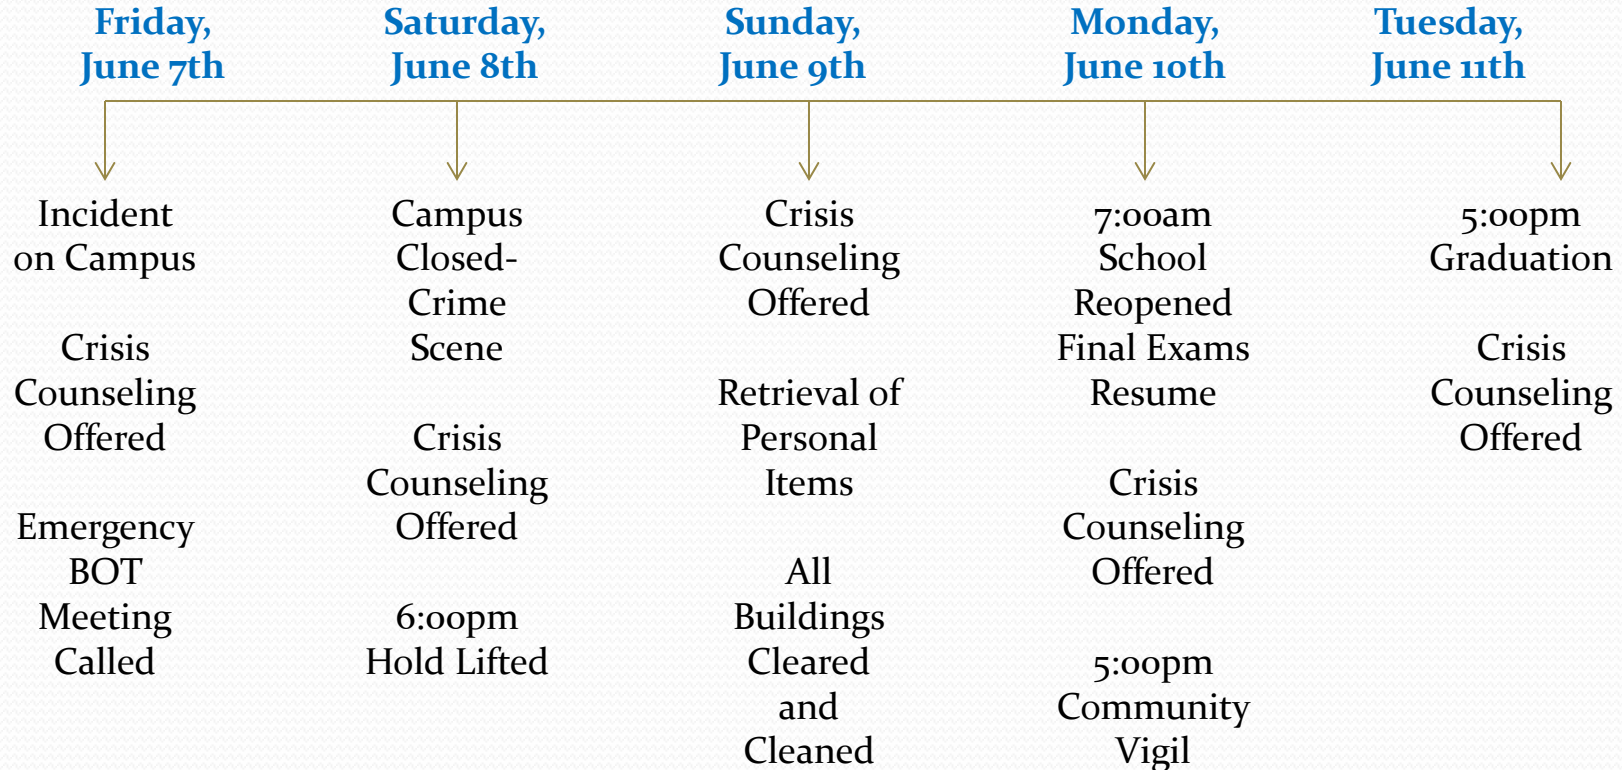 Friday,
June 7th
Saturday,
June 8th
Sunday,
June 9th
Monday,
June 10th
Tuesday,
June 11th
Incident
on Campus
Crisis
Counseling
Offered
Emergency
BOT
Meeting
Called
Campus
Closed-
Crime
Scene
Crisis
Counseling
Offered
6:00pm
Hold Lifted
Crisis
Counseling
Offered
Retrieval of
Personal
Items
All
Buildings
Cleared
and
Cleaned
7:00am
School
Reopened
Final Exams
Resume
Crisis
Counseling
Offered
5:00pm
Community
Vigil
5:00pm
Graduation
Crisis
Counseling
Offered